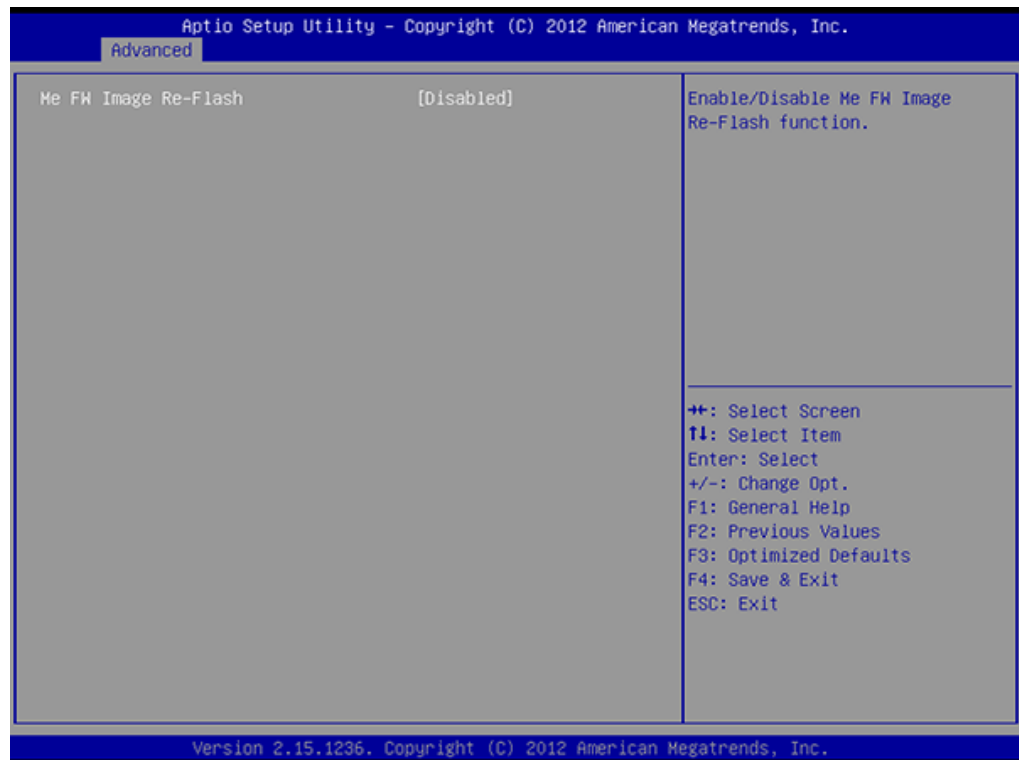 Aptio Setup Utility – Copyright (C) 2012 American Megatrends, Inc.
Advanced
Me FW Image Re-Flash [Disabled]
Enable/Disable Me FW Image
Re-Flash function.
→←: Select Screen
↑↓: Select Item
Enter: Select
+/-: Change Opt.
F1: General Help
F2: Previous Values
F3: Optimized Defaults
F4: Save & Exit
ESC: Exit
Version 2.15.1236. Copyright (C) 2012 American Megatrends, Inc.